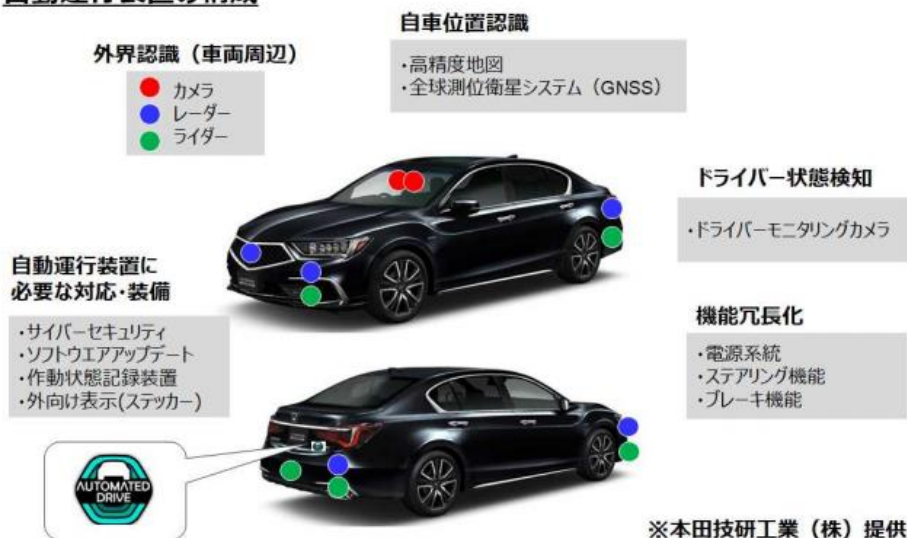 自動運行装置の構成
自車位置認識
・高精度地図
・全球測位衛星システム（GNSS）
外界認識（車両周辺）
カメラ
レーダー
ライダー
ドライバー状態検知
・ドライバーモニタリングカメラ
自動運行装置に
必要な対応･装備
・サイバーセキュリティ
・ソフトウエアアップデート
・作動状態記録装置
・外向け表示(ステッカー)
機能冗長化
・電源系統
・ステアリング機能
・ブレーキ機能
AUTOMATED
DRIVE
※本田技研工業（株）提供